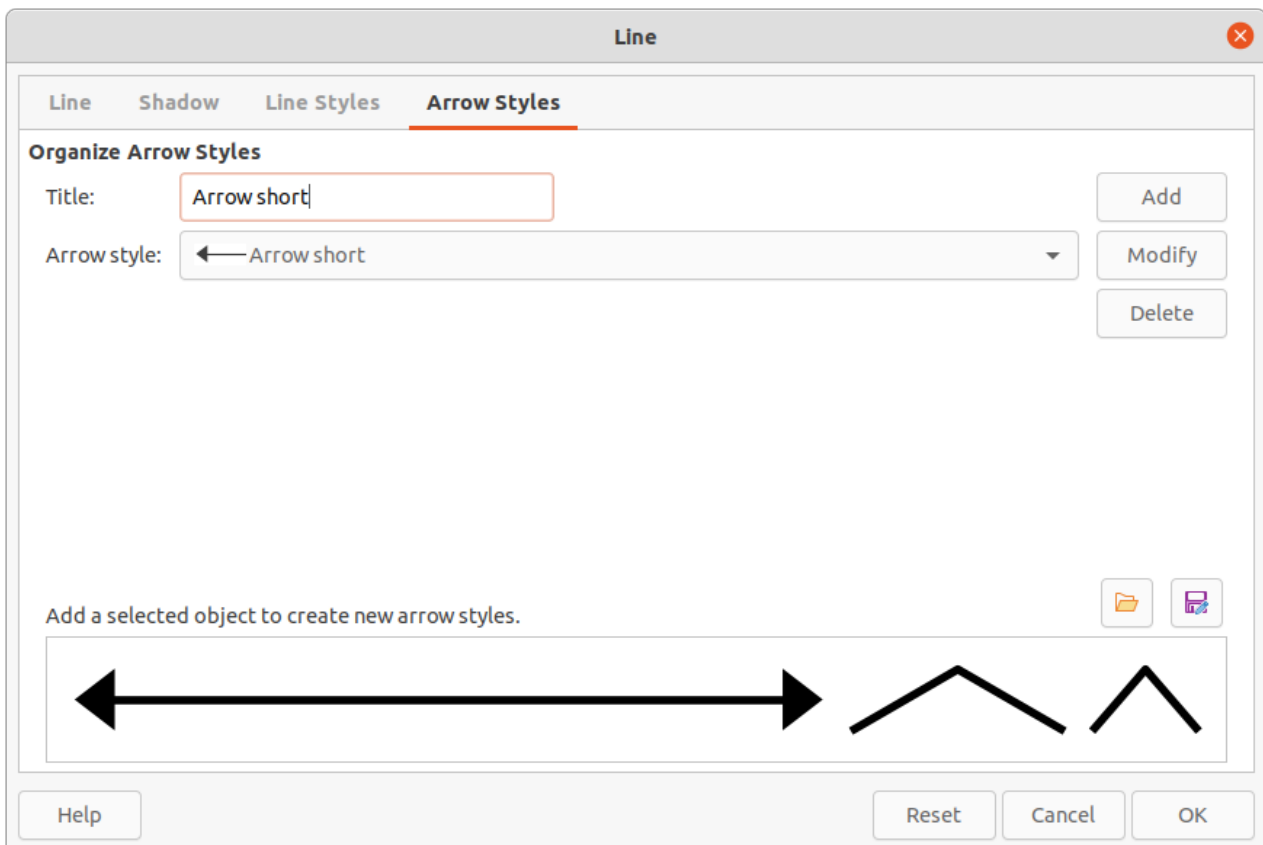 Line
Line Shadow Line Styles Arrow Styles
Organize Arrow Styles
Title: Arrow short Add
Arrow style: Arrow short Modify
Delete
Add a selected object to create new arrow styles.
Help Reset Cancel OK